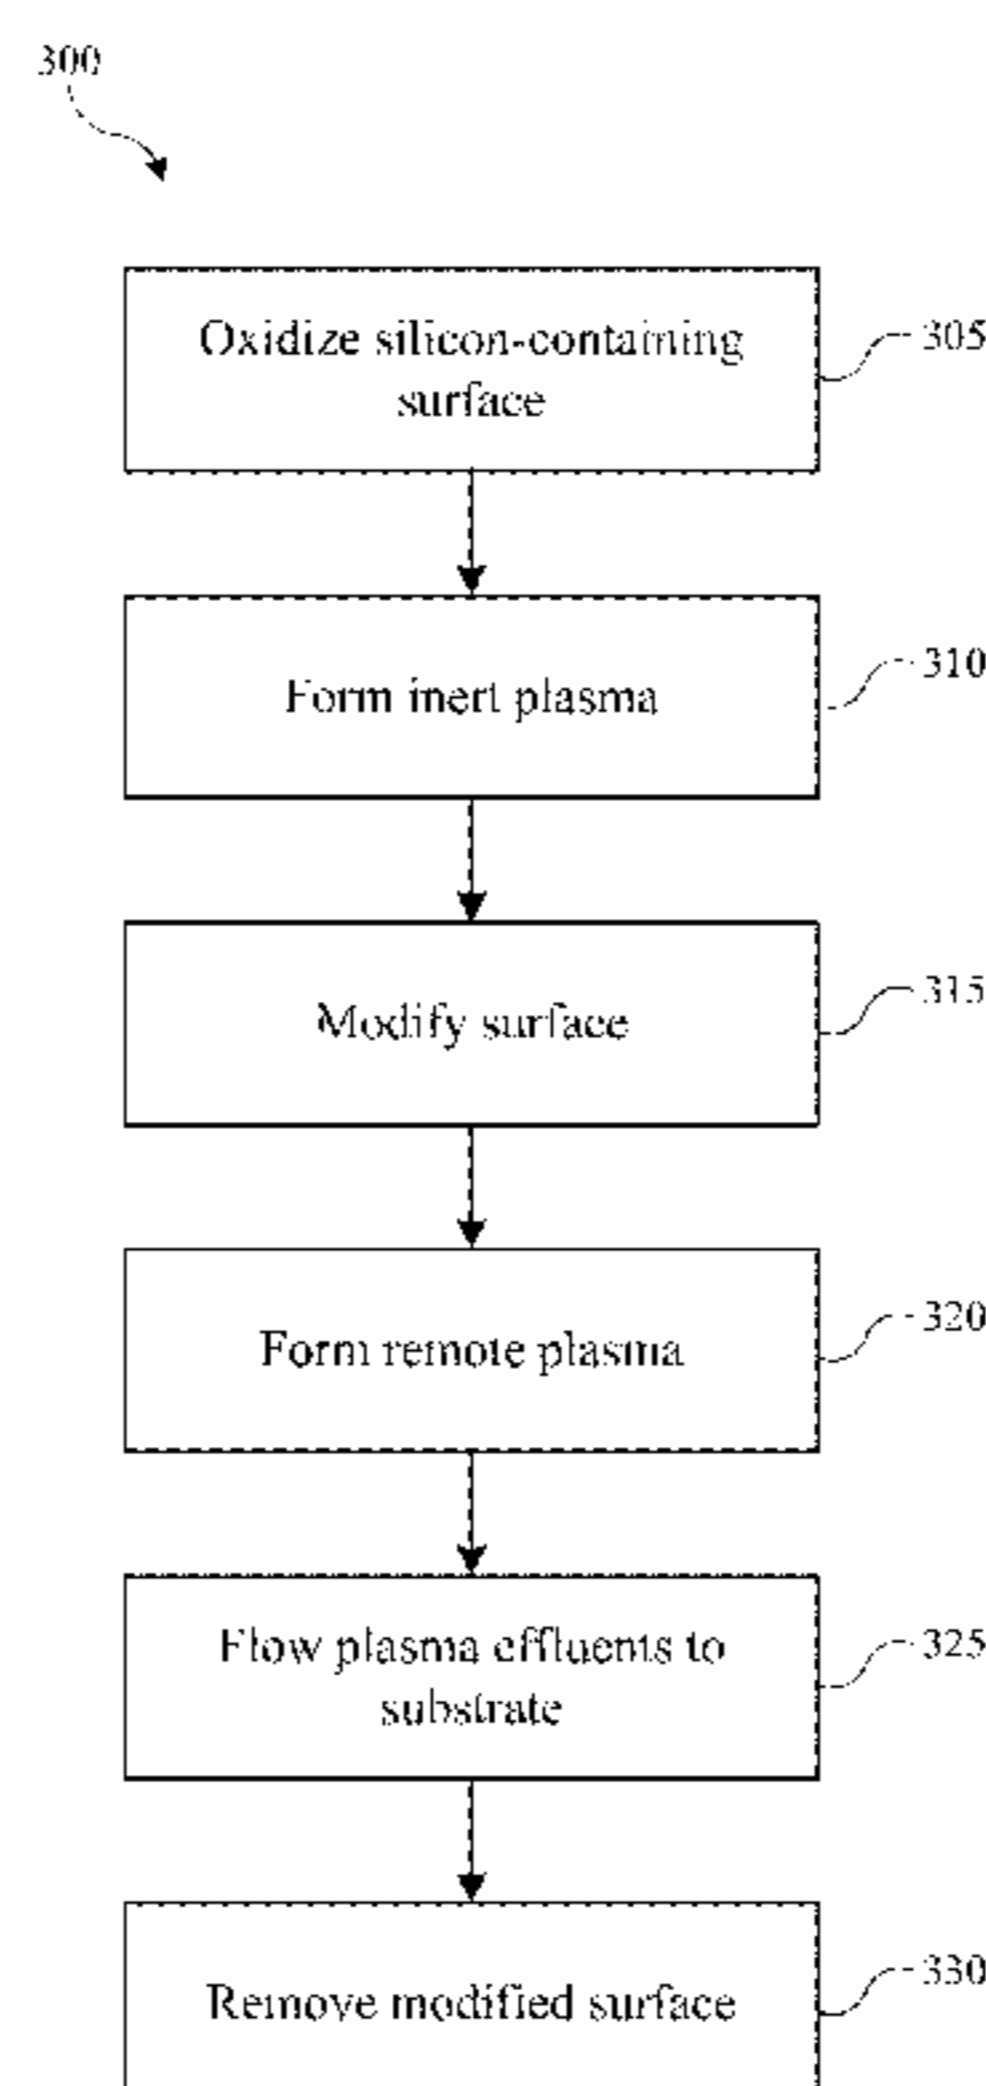 300
Oxidize silicon-containing
surface
305
Form inert plasma
310
Modify surface
315
Form remote plasma
320
Flow plasma effluents to
substrate
325
Remove modified surface
330